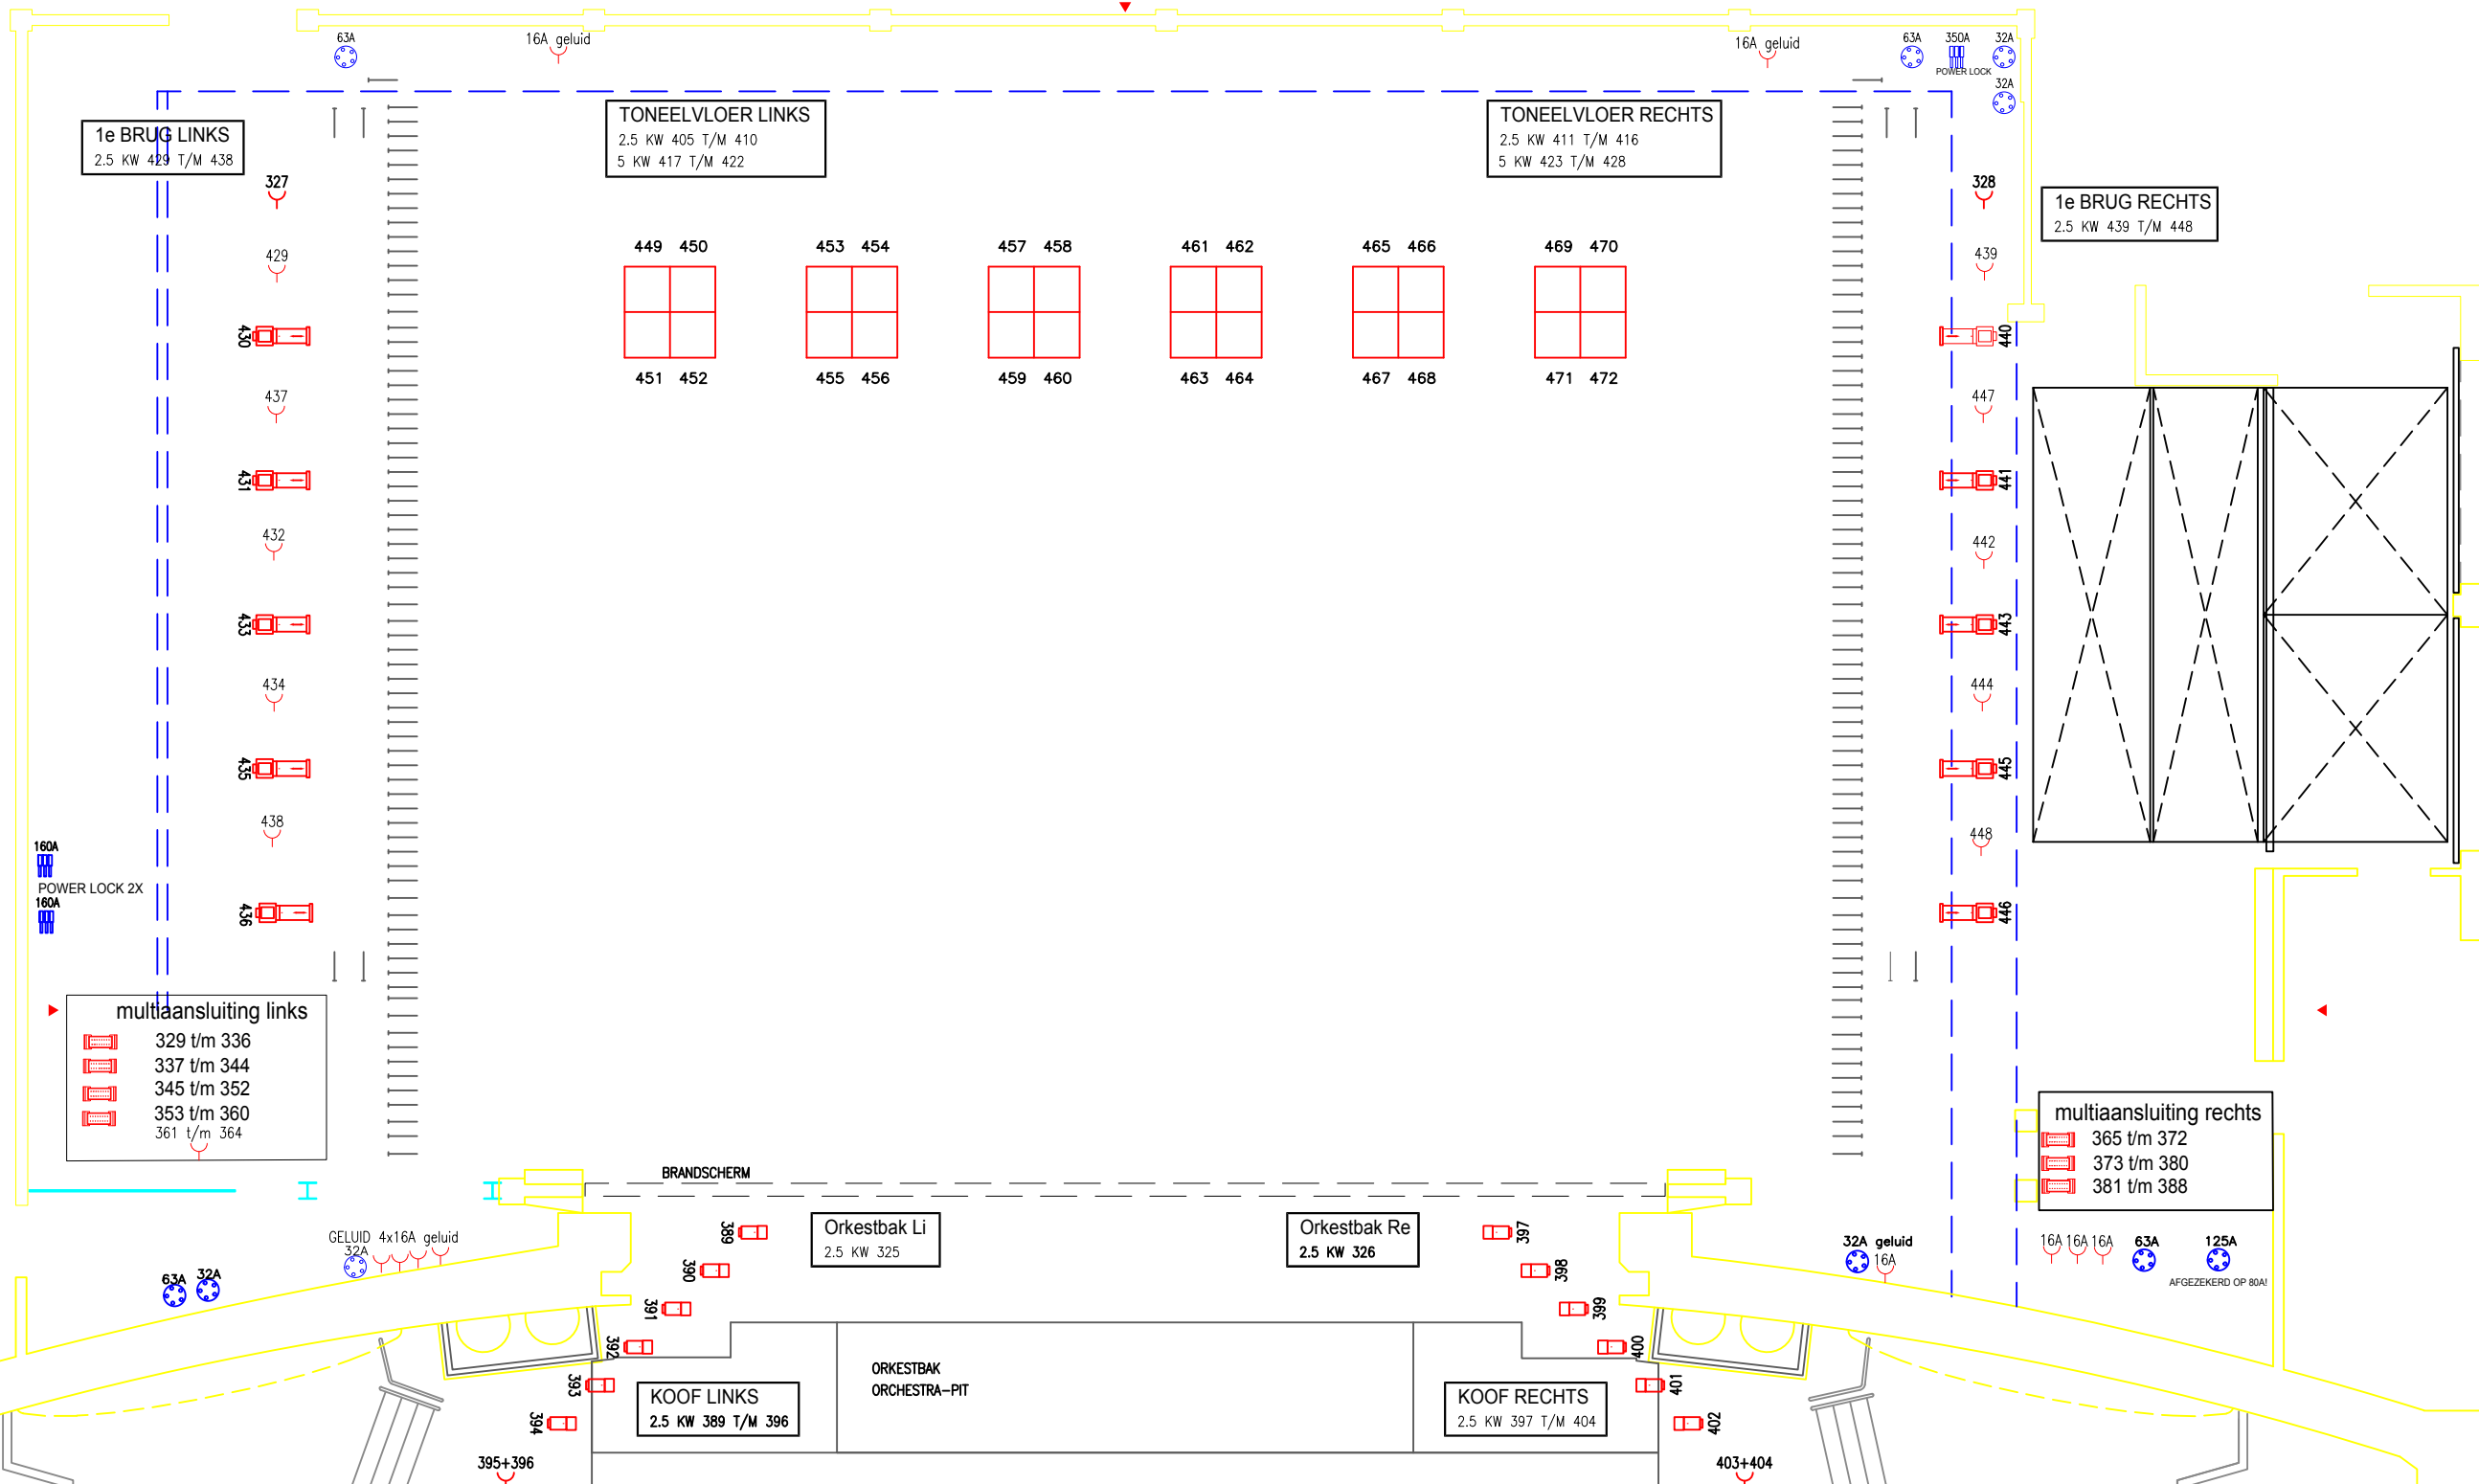 63A
16A geluid
16A geluid
63A
350A
32A
POWER LOCK
32A
1e BRUG LINKS
2.5 KW 429 T/M 438
TONEELVLOER LINKS
2.5 KW 405 T/M 410
5 KW 417 T/M 422
TONEELVLOER RECHTS
2.5 KW 411 T/M 416
5 KW 423 T/M 428
1e BRUG RECHTS
2.5 KW 439 T/M 448
327
328
429
439
449 450
453 454
457 458
461 462
465 466
469 470
451 452
455 456
459 460
463 464
467 468
471 472
430
440
437
447
431
441
432
442
433
443
434
444
435
445
438
448
436
446
160A
POWER LOCK 2X
160A
multiaansluiting links
329 t/m 336
337 t/m 344
345 t/m 352
353 t/m 360
361 t/m 364
multiaansluiting rechts
365 t/m 372
373 t/m 380
381 t/m 388
BRANDSCHERM
GELUID 4x16A geluid
32A
63A
32A
389
390
391
392
393
394
395+396
Orkestbak Li
2.5 KW 325
Orkestbak Re
2.5 KW 326
397
398
399
400
401
402
403+404
32A geluid
16A
16A 16A 16A
63A
125A
AFGEZEKERD OP 80A!
KOOF LINKS
2.5 KW 389 T/M 396
ORKESTBAK
ORCHESTRA-PIT
KOOF RECHTS
2.5 KW 397 T/M 404